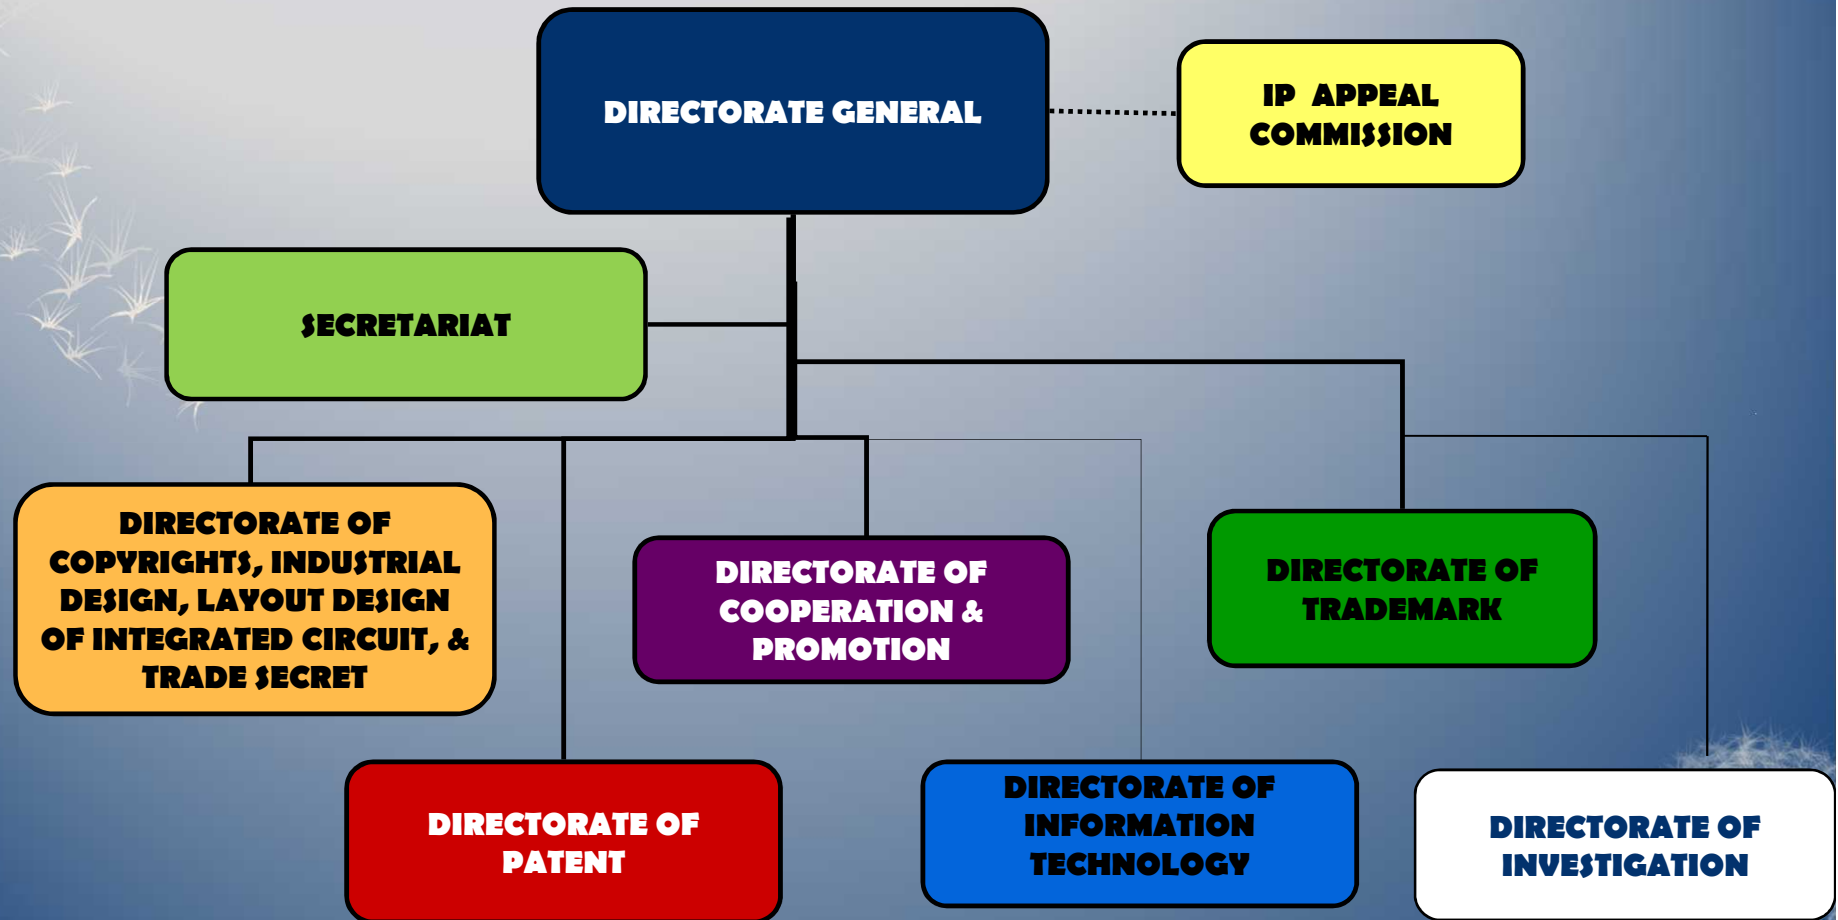 DIRECTORATE GENERAL
IP APPEAL
COMMISSION
SECRETARIAT
DIRECTORATE OF
COPYRIGHTS, INDUSTRIAL
DESIGN, LAYOUT DESIGN
OF INTEGRATED CIRCUIT, &
TRADE SECRET
DIRECTORATE OF
COOPERATION &
PROMOTION
DIRECTORATE OF
TRADEMARK
DIRECTORATE OF
PATENT
DIRECTORATE OF
INFORMATION
TECHNOLOGY
DIRECTORATE OF
INVESTIGATION